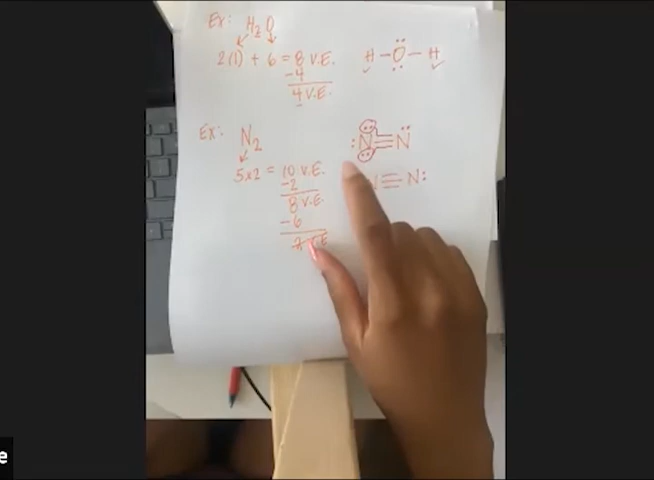 Ex: H2O
2(1) + 6 = 8 V.E.
-4
4 V.E.
H-O-H
Ex: N2
5x2 = 10 V.E.
-2
8 V.E.
-6
:N≡N
≡N:
e